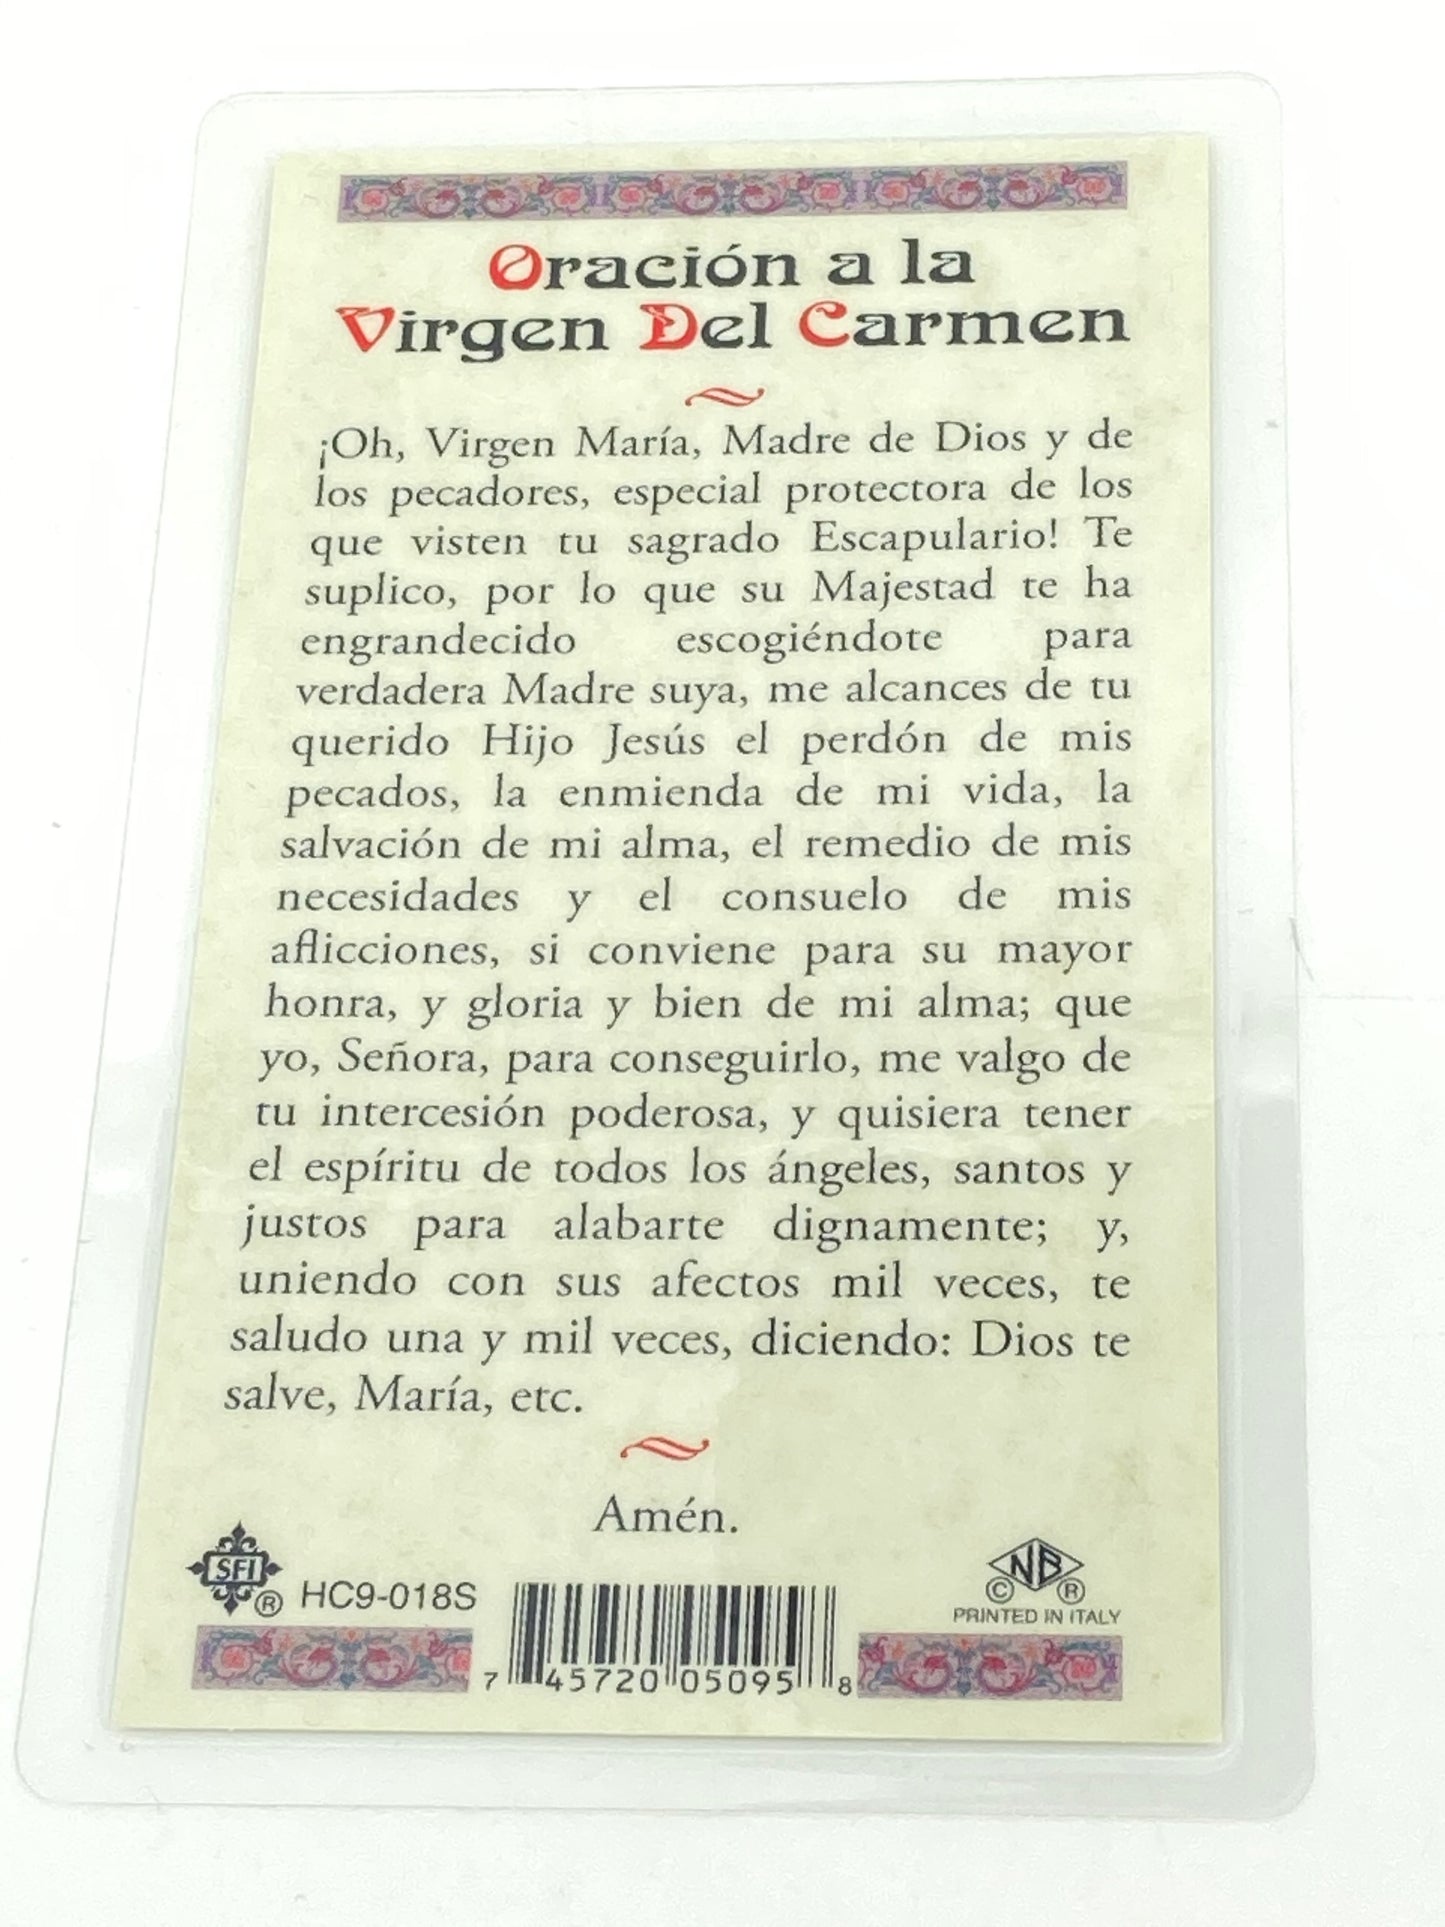 Oración a la
Virgen Del Carmen
¡Oh, Virgen María, Madre de Dios y de
los pecadores, especial protectora de los
que visten tu sagrado Escapulario! Te
suplico, por lo que su Majestad te ha
engrandecido escogiéndote para
verdadera Madre suya, me alcances de tu
querido Hijo Jesús el perdón de mis
pecados, la enmienda de mi vida, la
salvación de mi alma, el remedio de mis
necesidades y el consuelo de mis
aflicciones, si conviene para su mayor
honra, y gloria y bien de mi alma; que
yo, Señora, para conseguirlo, me valgo de
tu intercesión poderosa, y quisiera tener
el espíritu de todos los ángeles, santos y
justos para alabarte dignamente; y,
uniendo con sus afectos mil veces, te
saludo una y mil veces, diciendo: Dios te
salve, María, etc.
Amén.
SFI ® HC9-018S
NB
© ®
PRINTED IN ITALY
7 45720 05095 8